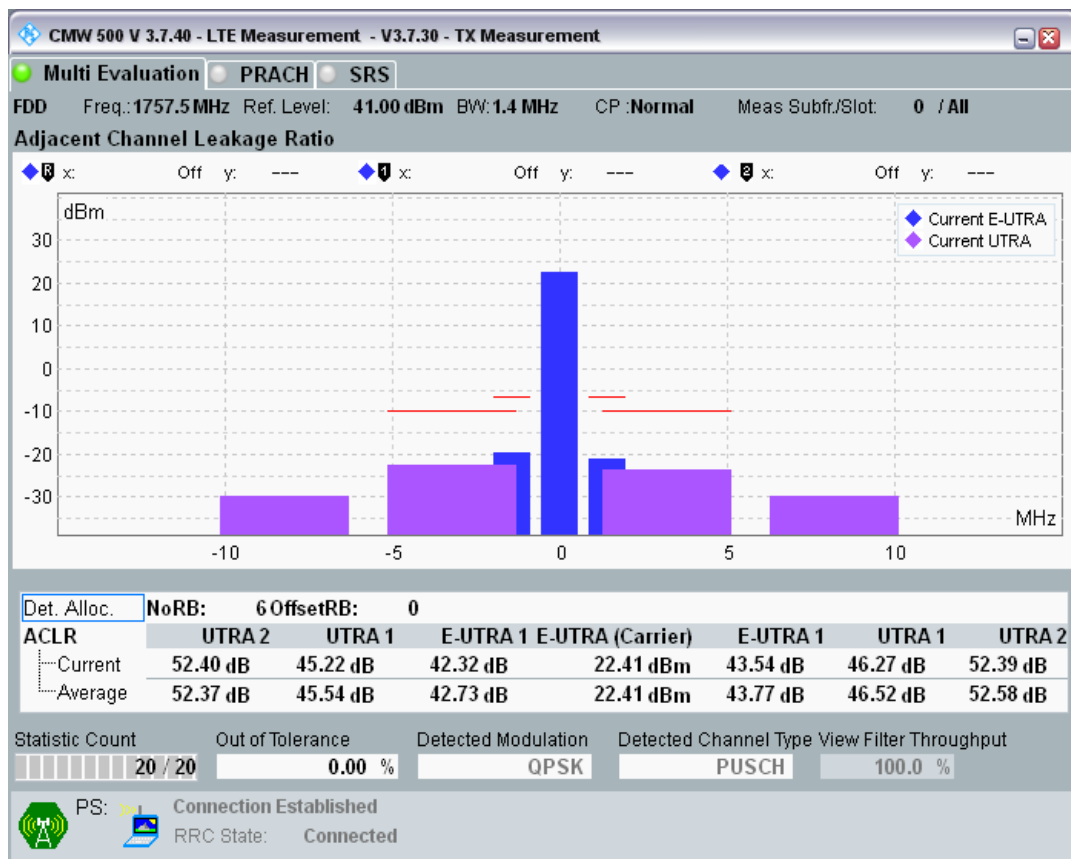 CMW 500 V 3.7.40 - LTE Measurement - V3.7.30 - TX Measurement
Multi Evaluation PRACH SRS
FDD Freq.: 1757.5 MHz Ref. Level: 41.00 dBm BW: 1.4 MHz CP :Normal Meas Subfr./Slot: 0 / All
Adjacent Channel Leakage Ratio
R x: Off y: --- 1 x: Off y: --- 2 x: Off y: ---
dBm
Current E-UTRA
Current UTRA
30
20
10
0
-10
-20
-30
MHz
-10 -5 0 5 10
Det. Alloc. NoRB: 6 OffsetRB: 0
ACLR UTRA 2 UTRA 1 E-UTRA 1 E-UTRA (Carrier) E-UTRA 1 UTRA 1 UTRA 2
Current 52.40 dB 45.22 dB 42.32 dB 22.41 dBm 43.54 dB 46.27 dB 52.39 dB
Average 52.37 dB 45.54 dB 42.73 dB 22.41 dBm 43.77 dB 46.52 dB 52.58 dB
Statistic Count Out of Tolerance Detected Modulation Detected Channel Type View Filter Throughput
20 / 20 0.00 % QPSK PUSCH 100.0 %
PS: Connection Established
RRC State: Connected